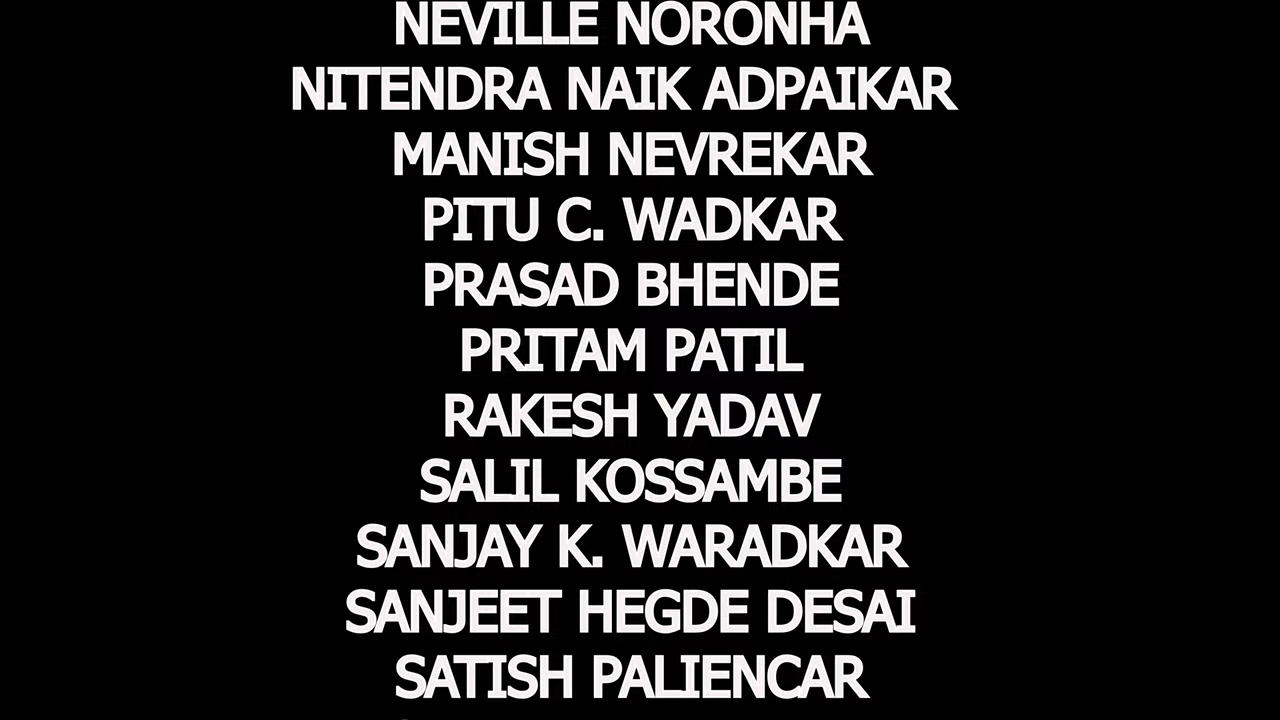 NEVILLE NORONHA
NITENDRA NAIK ADPAIKAR
MANISH NEVREKAR
PITU C. WADKAR
PRASAD BHENDE
PRITAM PATIL
RAKESH YADAV
SALIL KOSSAMBE
SANJAY K. WARADKAR
SANJEET HEGDE DESAI
SATISH PALIENCAR